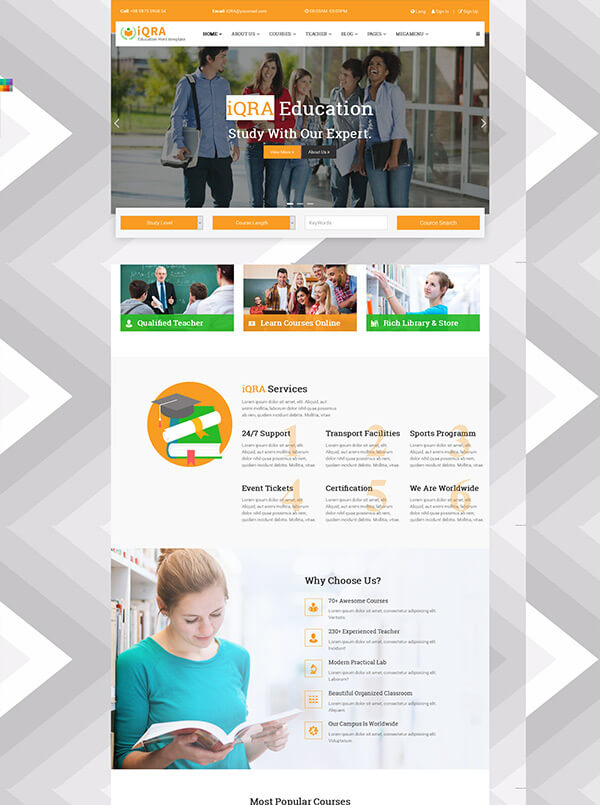 Email: iQRA@youremail.com
Lang Sign In | Sign Up
iQRA
Education Html template
HOME ABOUT US COURSES TEACHER BLOG PAGES MEGAMENU
iQRA Education
Study With Our Expert.
View More About Us
Study Level Course Length KeyWords Cource Search
Qualified Teacher Learn Courses Online Rich Library & Store
iQRA Services
Lorem ipsum dolor sit amet, elit. Aliquid, aut
animi mollitia, laborum dolor nihil quae possimus
ab rem, quidem incidunt debitis. Mollitia, vitae
24/7 Support Transport Facilities Sports Programm
1 2 3
Lorem ipsum dolor sit amet, elit. Lorem ipsum dolor sit amet, elit. Lorem ipsum dolor sit amet, elit.
Aliquid, aut animi mollitia, laborum Aliquid, aut animi mollitia, laborum Aliquid, aut animi mollitia, laborum
dolor nihil quae possimus ab rem, dolor nihil quae possimus ab rem, dolor nihil quae possimus ab rem,
quidem incidunt debitis. Mollitia, vitae quidem incidunt debitis. Mollitia, vitae quidem incidunt debitis. Mollitia, vitae
Event Tickets Certification We Are Worldwide
4 5 6
Lorem ipsum dolor sit amet, elit. Lorem ipsum dolor sit amet, elit. Lorem ipsum dolor sit amet, elit.
Aliquid, aut animi mollitia, laborum Aliquid, aut animi mollitia, laborum Aliquid, aut animi mollitia, laborum
dolor nihil quae possimus ab rem, dolor nihil quae possimus ab rem, dolor nihil quae possimus ab rem,
quidem incidunt debitis. Mollitia, vitae quidem incidunt debitis. Mollitia, vitae quidem incidunt debitis. Mollitia, vitae
Why Choose Us?
70+ Awesome Courses
Lorem ipsum dolor sit amet, consectetur adipisicing elit.
Veritatis.
230+ Experienced Teacher
Lorem ipsum dolor sit amet, consectetur adipisicing elit.
Incidunt!
Modern Practical Lab
Lorem ipsum dolor sit amet, consectetur adipisicing elit.
Laborum?
Beautiful Organized Classroom
Lorem ipsum dolor sit amet, consectetur adipisicing elit.
Aliquam.
Our Campus Is Worldwide
Lorem ipsum dolor sit amet, consectetur adipisicing elit.
Voluptatum.
Most Popular Courses